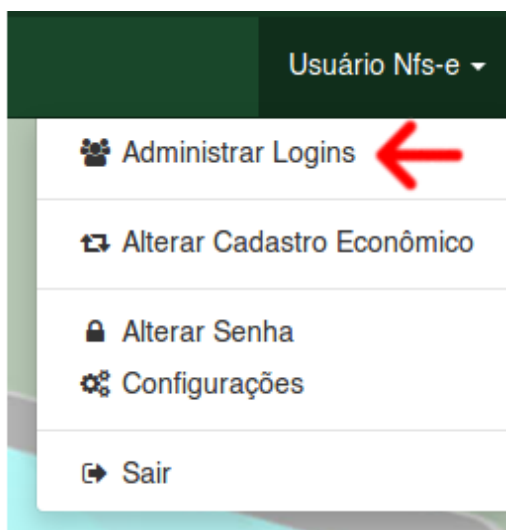 Usuário Nfs-e
Administrar Logins
Alterar Cadastro Econômico
Alterar Senha
Configurações
Sair